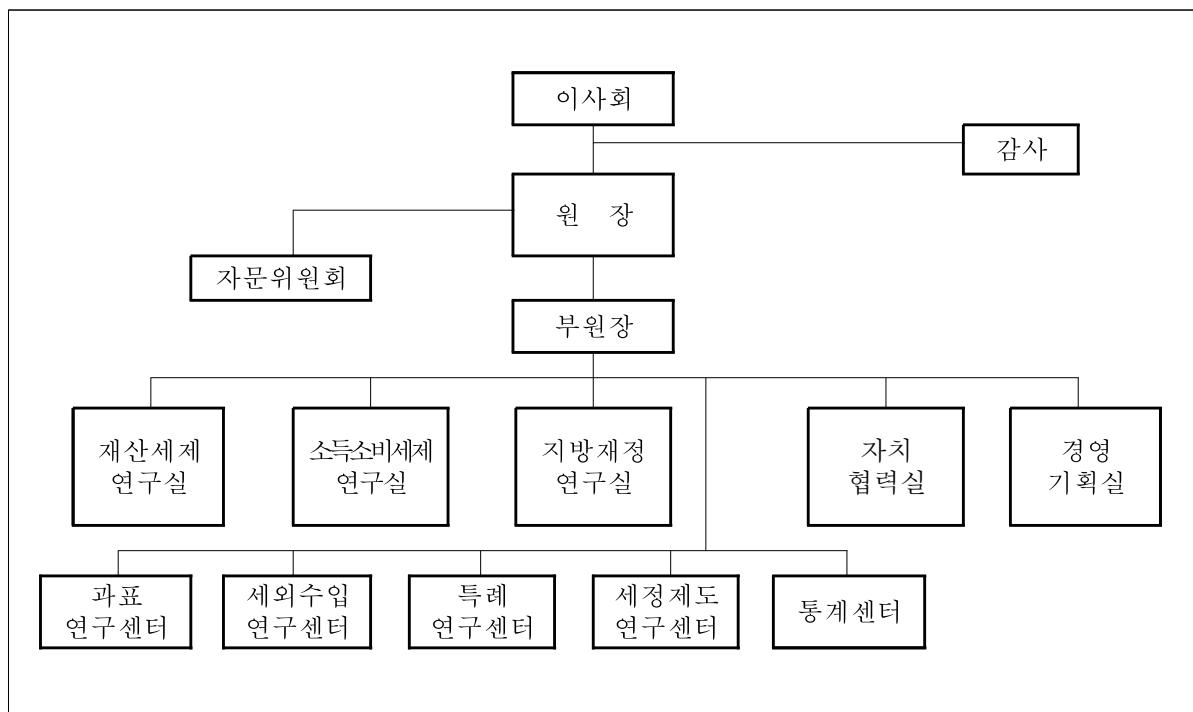 이사회
감사
원 장
자문위원회
부원장
재산세제
연구실
소득소비세제
연구실
지방재정
연구실
자치
협력실
경영
기획실
과표
연구센터
세외수입
연구센터
특례
연구센터
세정제도
연구센터
통계센터